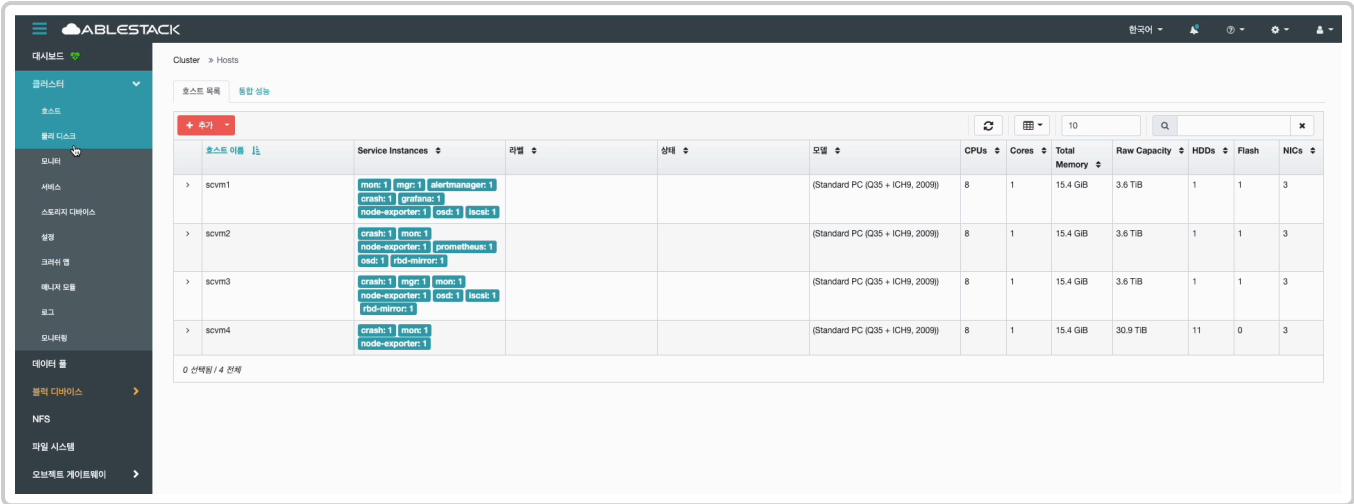 ABLESTACK
한국어
대시보드
Cluster » Hosts
클러스터
호스트 목록 통합 성능
호스트
+ 추가
10
물리 디스크
호스트 이름 Service Instances 라벨 상태 모델 CPUs Cores Total Memory Raw Capacity HDDs Flash NICs
모니터
서비스
스토리지 디바이스
설정
크러쉬 맵
매니저 모듈
로그
모니터링
데이터 풀
블럭 디바이스
NFS
파일 시스템
오브젝트 게이트웨이
scvm1 (Standard PC (Q35 + ICH9, 2009)) 8 1 15.4 GiB 3.6 TiB 1 1 3
mon: 1 mgr: 1 alertmanager: 1
crash: 1 grafana: 1
node-exporter: 1 osd: 1 iscsi: 1
scvm2 (Standard PC (Q35 + ICH9, 2009)) 8 1 15.4 GiB 3.6 TiB 1 1 3
crash: 1 mon: 1
node-exporter: 1 prometheus: 1
osd: 1 rbd-mirror: 1
scvm3 (Standard PC (Q35 + ICH9, 2009)) 8 1 15.4 GiB 3.6 TiB 1 1 3
crash: 1 mgr: 1 mon: 1
node-exporter: 1 osd: 1 iscsi: 1
rbd-mirror: 1
scvm4 (Standard PC (Q35 + ICH9, 2009)) 8 1 15.4 GiB 30.9 TiB 11 0 3
crash: 1 mon: 1
node-exporter: 1
0 선택됨 / 4 전체